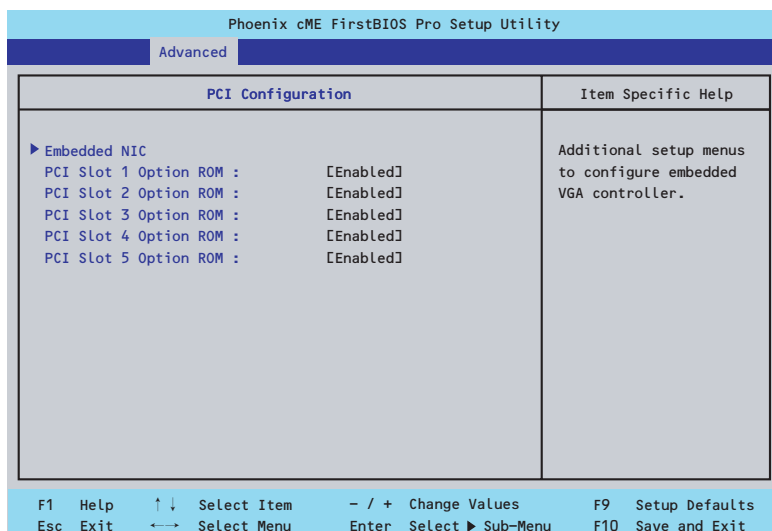 Phoenix cME FirstBIOS Pro Setup Utility
Advanced
PCI Configuration
Item Specific Help
▶ Embedded NIC
PCI Slot 1 Option ROM : [Enabled]
PCI Slot 2 Option ROM : [Enabled]
PCI Slot 3 Option ROM : [Enabled]
PCI Slot 4 Option ROM : [Enabled]
PCI Slot 5 Option ROM : [Enabled]
Additional setup menus
to configure embedded
VGA controller.
F1 Help ↑↓ Select Item - / + Change Values F9 Setup Defaults
Esc Exit ←→ Select Menu Enter Select ▶ Sub-Menu F10 Save and Exit